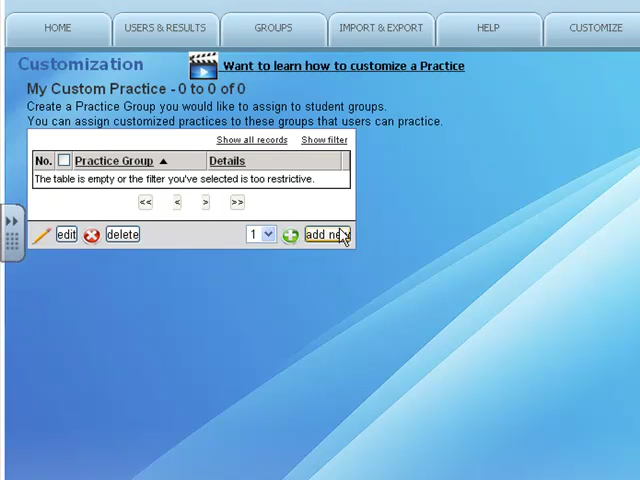 HOME USERS & RESULTS GROUPS IMPORT & EXPORT HELP CUSTOMIZE
Customization Want to learn how to customize a Practice
My Custom Practice - 0 to 0 of 0
Create a Practice Group you would like to assign to student groups.
You can assign customized practices to these groups that users can practice.
Show all records Show filter
No. Practice Group Details
The table is empty or the filter you've selected is too restrictive.
<< < > >>
edit delete 1 add new